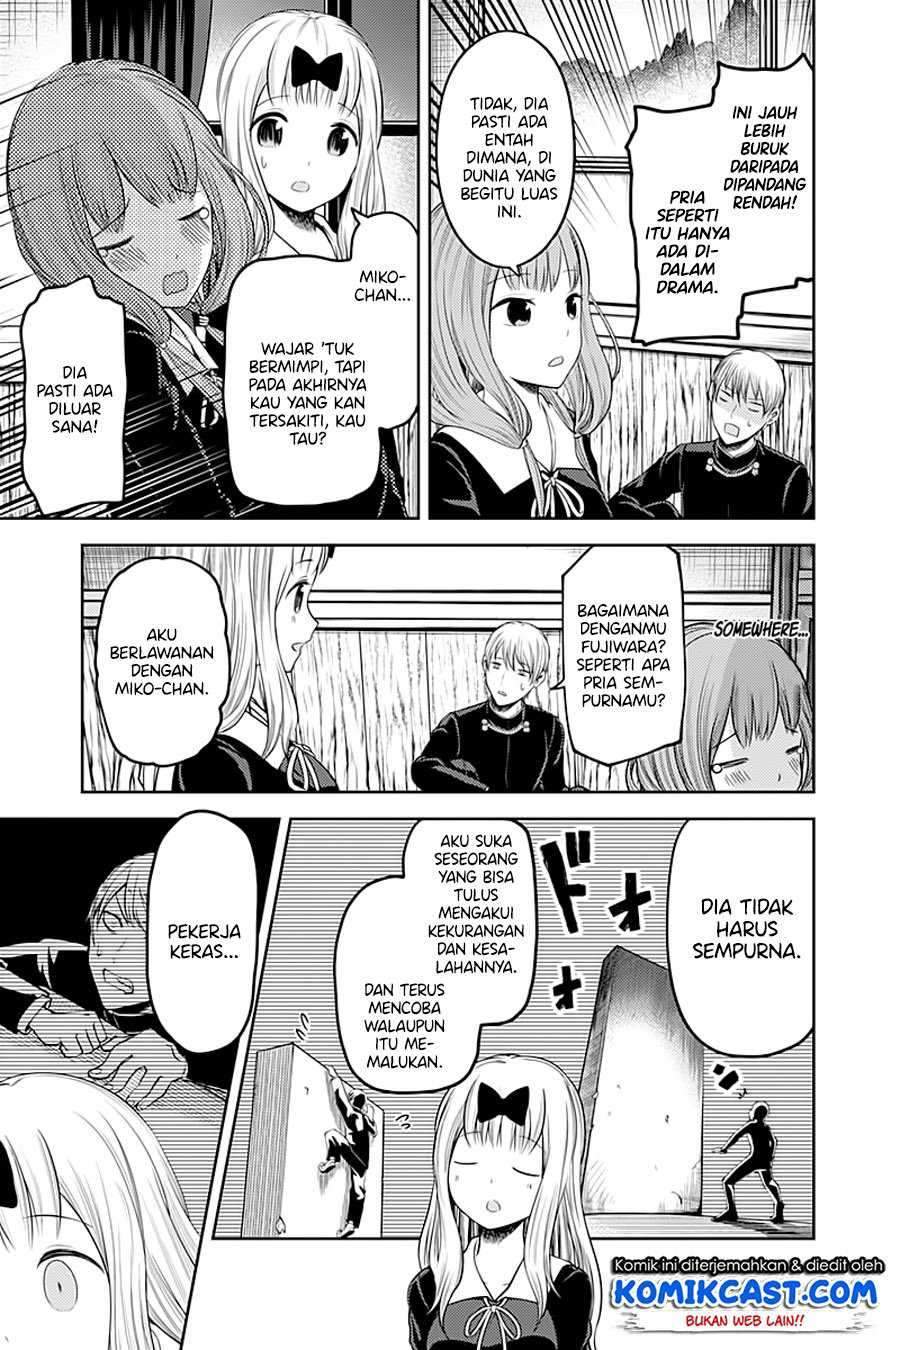 INI JAUH
LEBIH
BURUK
DARIPADA
DIPANDANG
RENDAH!
PRIA
SEPERTI
ITU HANYA
ADA DI-
DALAM
DRAMA.
TIDAK, DIA
PASTI ADA
ENTAH
DIMANA, DI
DUNIA YANG
BEGITU LUAS
INI.
MIKO-
CHAN...
WAJAR 'TUK
BERMIMPI, TAPI
PADA AKHIRNYA
KAU YANG KAN
TERSAKITI, KAU
TAU?
DIA
PASTI ADA
DILUAR
SANA!
SOMEWHERE...
BAGAIMANA
DENGANMU
FUJIWARA?
SEPERTI APA
PRIA SEM-
PURNAMU?
AKU
BERLAWANAN
DENGAN
MIKO-CHAN.
DIA TIDAK
HARUS
SEMPURNA.
ドドッ
AKU SUKA
SESEORANG
YANG BISA
TULUS
MENGAKUI
KEKURANGAN
DAN KESA-
LAHANNYA.
DAN TERUS
MENCOBA
WALAUPUN
ITU ME-
MALUKAN.
PEKERJA
KERAS...
Komik ini diterjemahkan & diedit oleh
KOMIKCAST.COM
BUKAN WEB LAIN!!